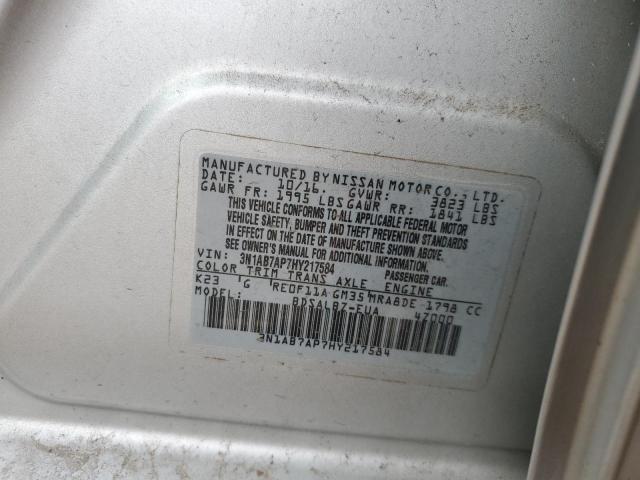 MANUFACTURED BY NISSAN MOTOR CO., LTD.
DATE: 10/16. GVWR: 3823 LBS
GAWR FR: 1995 LBS GAWR RR: 1841 LBS
THIS VEHICLE CONFORMS TO ALL APPLICABLE FEDERAL MOTOR
VEHICLE SAFETY, BUMPER AND THEFT PREVENTION STANDARDS
IN EFFECT ON THE DATE OF MANUFACTURE SHOWN ABOVE.
SEE OWNER'S MANUAL FOR ADDITIONAL INFORMATION.
VIN: 3N1AB7AP7HY217584 PASSENGER CAR.
COLOR TRIM TRANS AXLE ENGINE
K23 G RE0F11A GM35 MRA8DE 1798 CC
MODEL: BDSALB7-EUA 4Z000
3N1AB7AP7HY217584